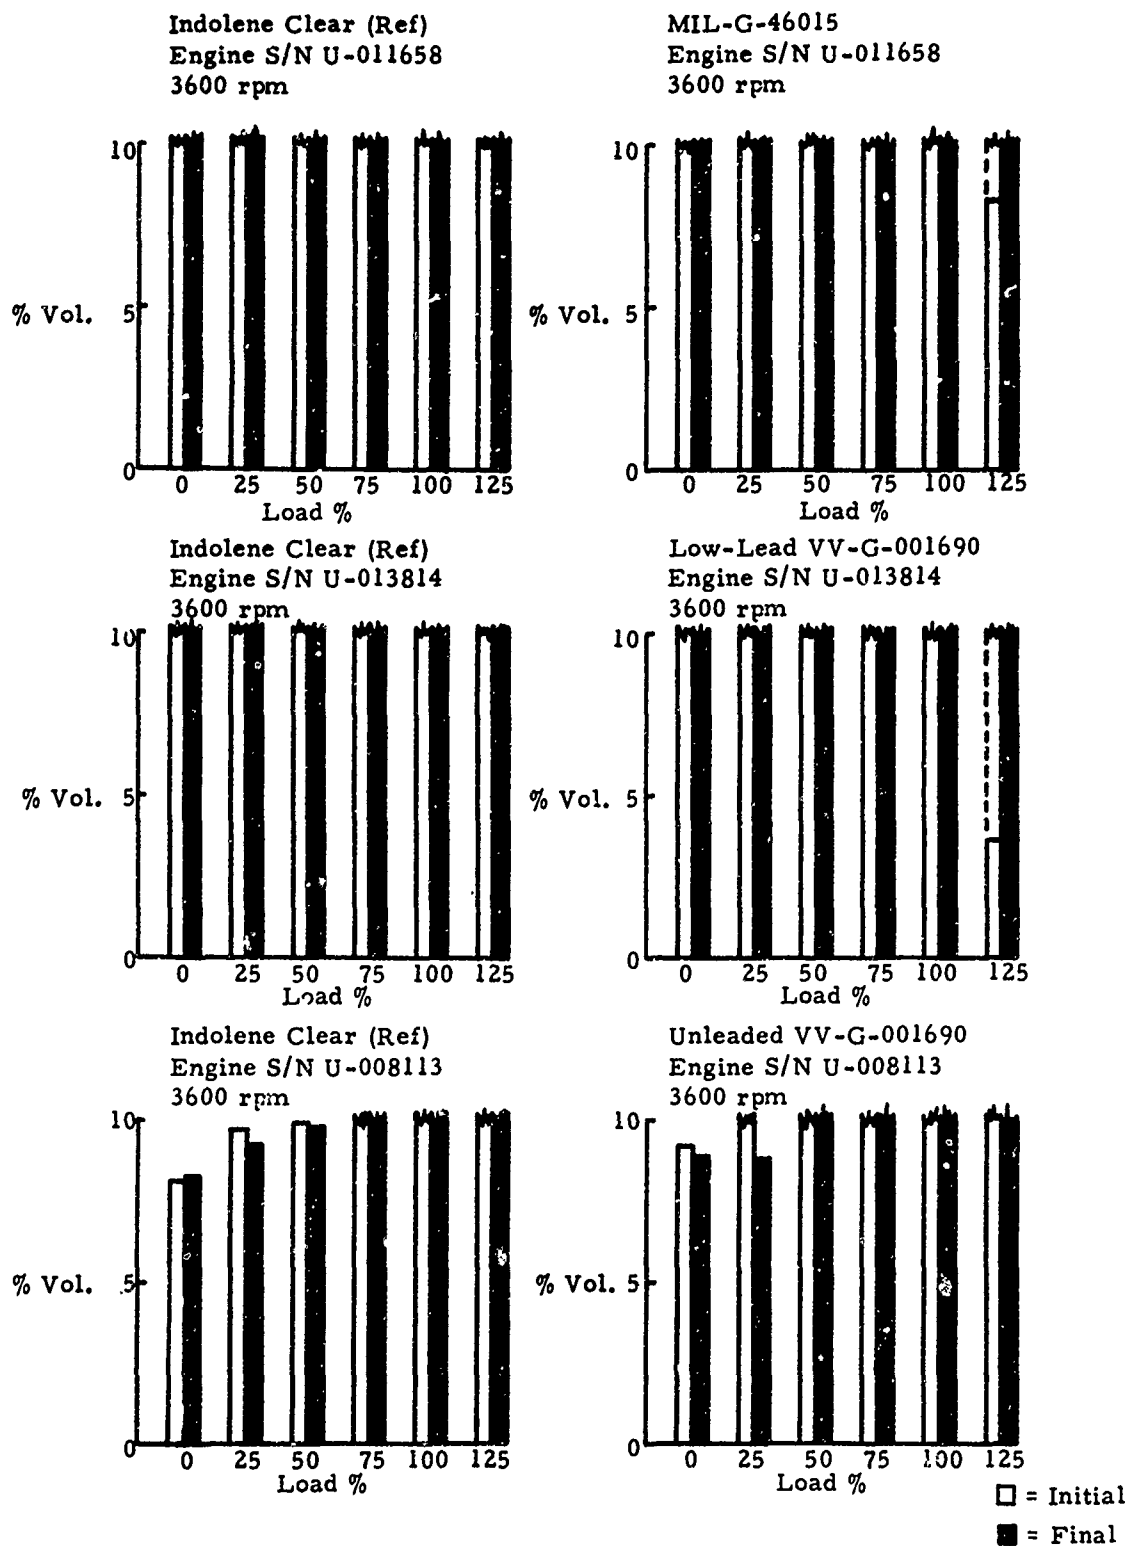 Indolene Clear (Ref)
Engine S/N U-011658
3600 rpm
10
5
0
% Vol.
0 25 50 75 100 125
Load %
MIL-G-46015
Engine S/N U-011658
3600 rpm
10
5
0
% Vol.
0 25 50 75 100 125
Load %
Indolene Clear (Ref)
Engine S/N U-013814
3600 rpm
10
5
0
% Vol.
0 25 50 75 100 125
Load %
Low-Lead VV-G-001690
Engine S/N U-013814
3600 rpm
10
5
0
% Vol.
0 25 50 75 100 125
Load %
Indolene Clear (Ref)
Engine S/N U-008113
3600 rpm
10
5
0
% Vol.
0 25 50 75 100 125
Load %
Unleaded VV-G-001690
Engine S/N U-008113
3600 rpm
10
5
0
% Vol.
0 25 50 75 100 125
Load %
= Initial
= Final